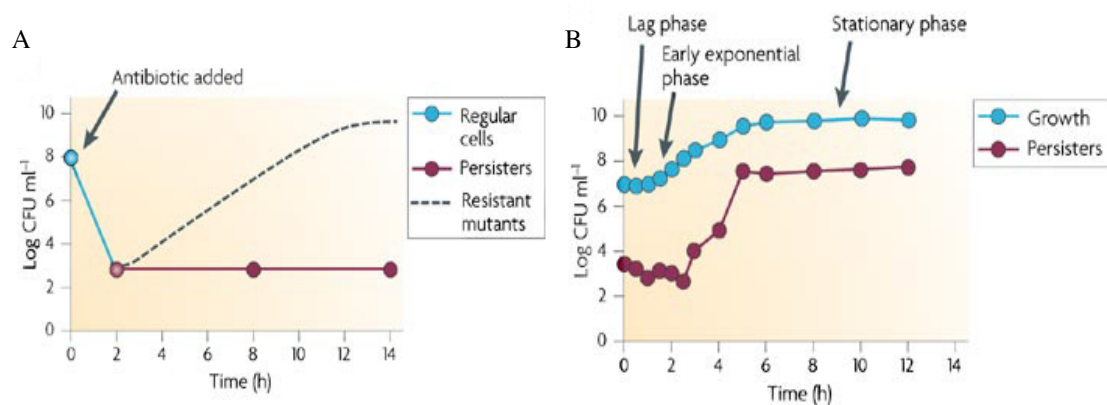 A
Antibiotic added
10
8
6
4
2
0
Log CFU ml⁻¹
0 2 4 6 8 10 12 14
Time (h)
Regular
cells
Persisters
Resistant
mutants
B
Lag phase
Early exponential
phase
Stationary phase
10
8
6
4
2
0
Log CFU ml⁻¹
0 2 4 6 8 10 12 14
Time (h)
Growth
Persisters